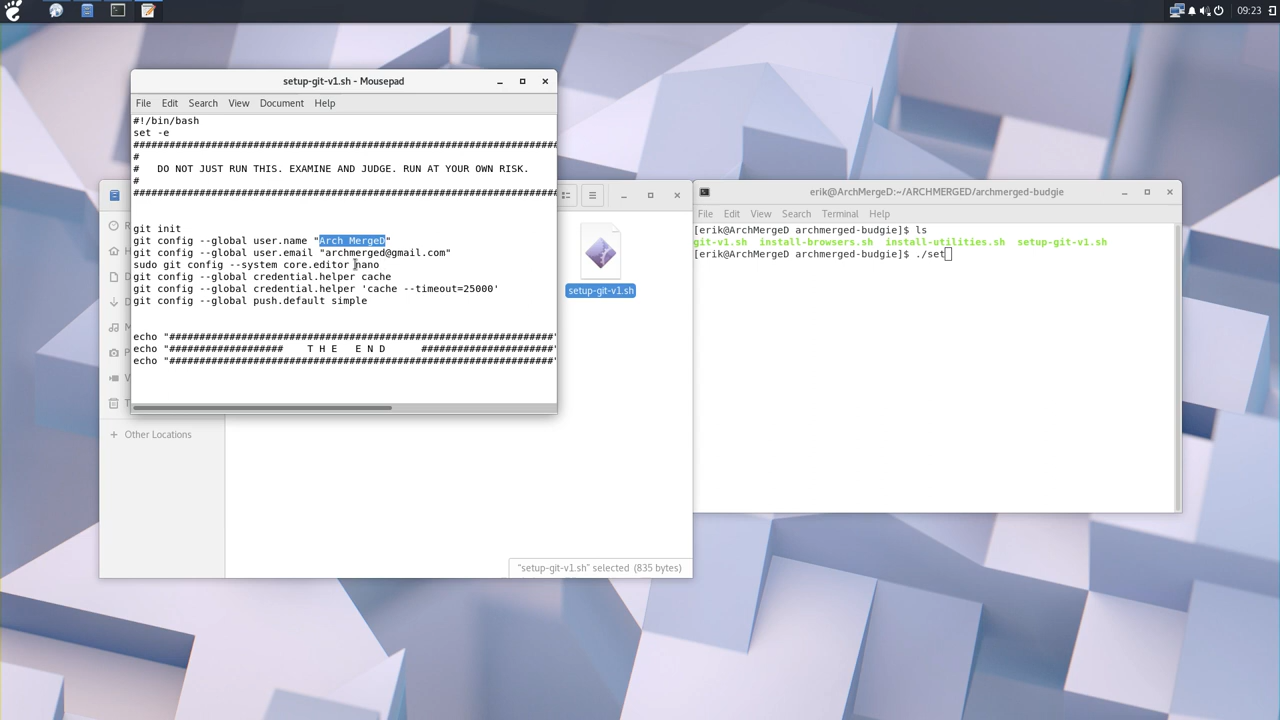 09:23
setup-git-v1.sh - Mousepad
File Edit Search View Document Help
#!/bin/bash
set -e
######################################################################
#
#   DO NOT JUST RUN THIS. EXAMINE AND JUDGE. RUN AT YOUR OWN RISK.
#
######################################################################
git init
git config --global user.name "Arch MergeD"
git config --global user.email "archmerged@gmail.com"
sudo git config --system core.editor nano
git config --global credential.helper cache
git config --global credential.helper 'cache --timeout=25000'
git config --global push.default simple
echo "################################################################"
echo "###################    T H E   E N D      ######################"
echo "################################################################"
R
H
D
D
M
P
V
T
Other Locations
setup-git-v1.sh
"setup-git-v1.sh" selected (835 bytes)
erik@ArchMergeD:~/ARCHMERGED/archmerged-budgie
File Edit View Search Terminal Help
[erik@ArchMergeD archmerged-budgie]$ ls
git-v1.sh  install-browsers.sh  install-utilities.sh  setup-git-v1.sh
[erik@ArchMergeD archmerged-budgie]$ ./set